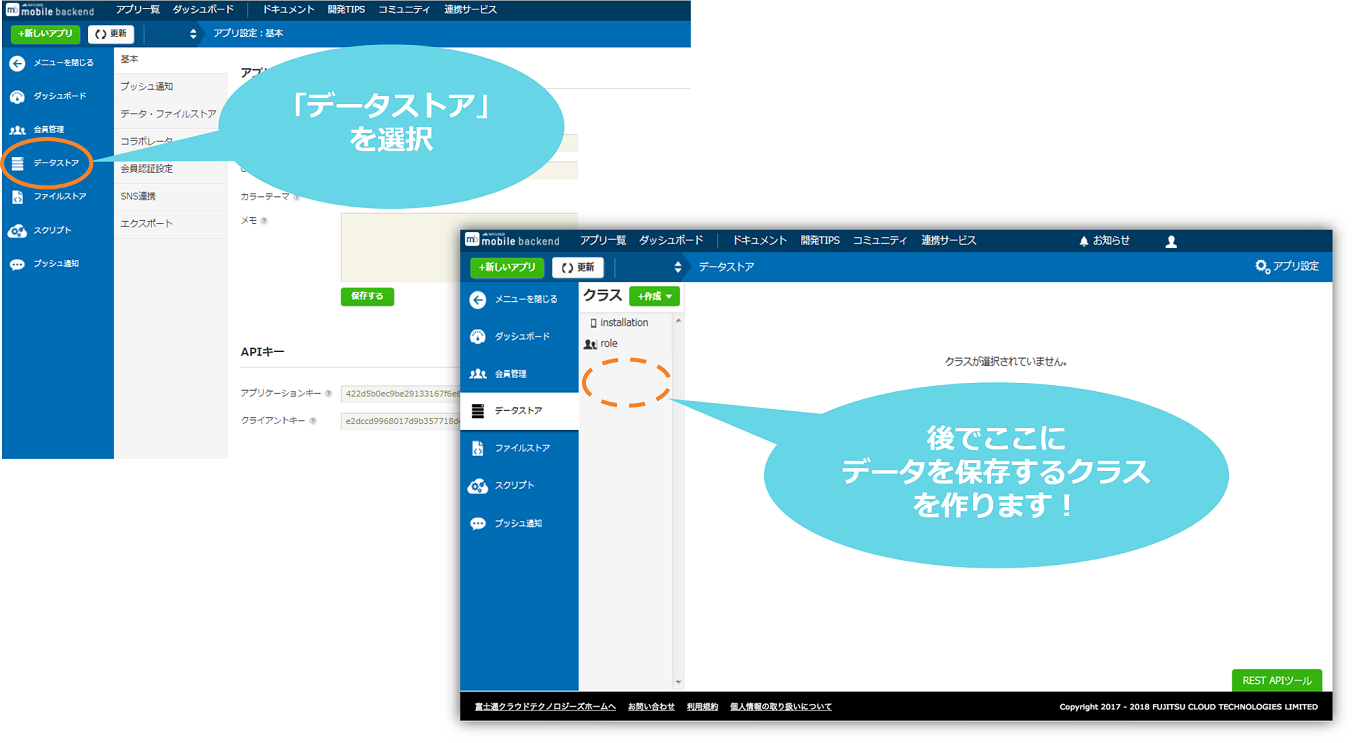 mobile backend
アプリ一覧 ダッシュボード ドキュメント 開発TIPS コミュニティ 連携サービス
+新しいアプリ 更新 アプリ設定:基本
メニューを閉じる
ダッシュボード
会員管理
データストア
ファイルストア
スクリプト
プッシュ通知
基本
プッシュ通知
データ・ファイルストア
コラボレータ
会員認証設定
SNS連携
エクスポート
「データストア」
を選択
カラーテーマ
メモ
保存する
APIキー
アプリケーションキー 422d5b0ec9be29133167f6e
クライアントキー e2dccd9968017d9b357718d
mobile backend
アプリ一覧 ダッシュボード ドキュメント 開発TIPS コミュニティ 連携サービス お知らせ
+新しいアプリ 更新 データストア アプリ設定
メニューを閉じる
ダッシュボード
会員管理
データストア
ファイルストア
スクリプト
プッシュ通知
クラス +作成
installation
role
クラスが選択されていません。
後でここに
データを保存するクラス
を作ります!
REST APIツール
富士通クラウドテクノロジーズホームへ お問い合わせ 利用規約 個人情報の取り扱いについて
Copyright 2017 - 2018 FUJITSU CLOUD TECHNOLOGIES LIMITED